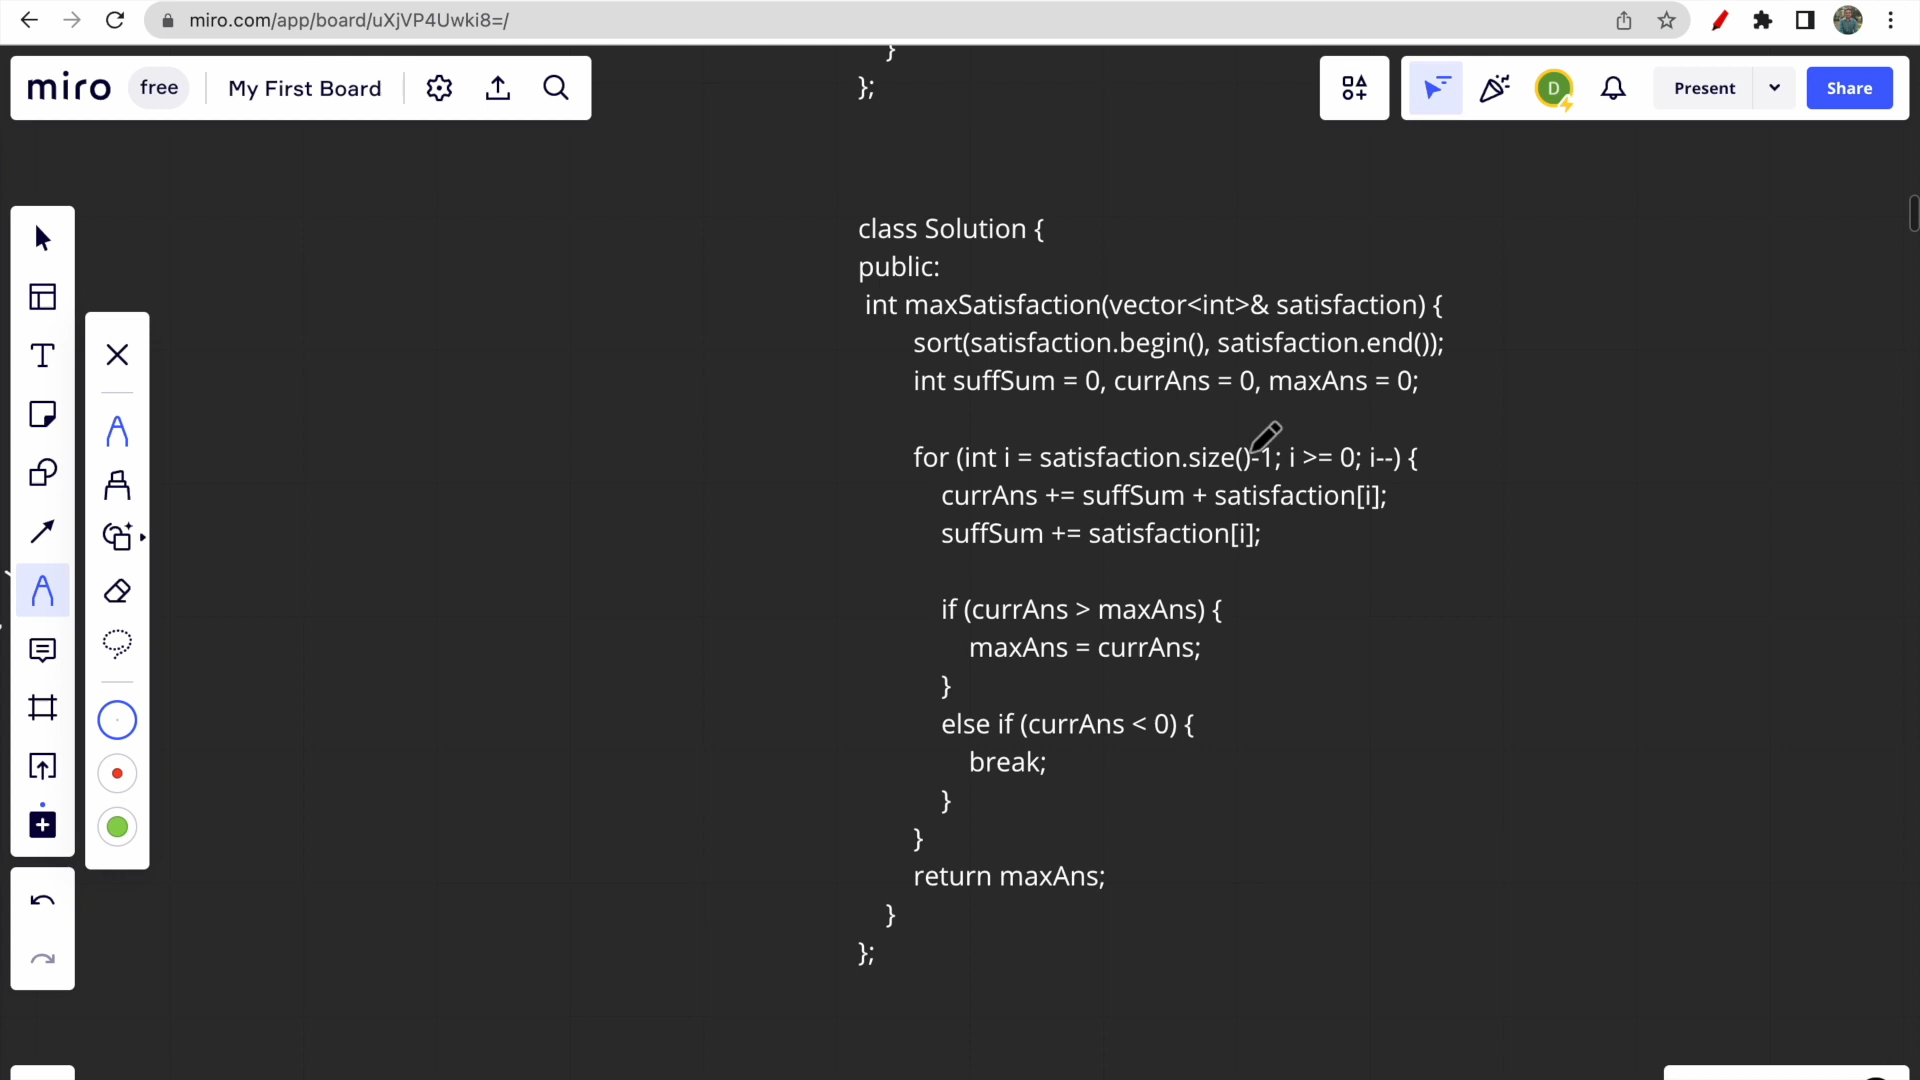 miro.com/app/board/uXjVP4Uwki8=/
miro
free
My First Board
D
Present
Share
T
}
};
class Solution {
public:
int maxSatisfaction(vector<int>& satisfaction) {
sort(satisfaction.begin(), satisfaction.end());
int suffSum = 0, currAns = 0, maxAns = 0;
for (int i = satisfaction.size()-1; i >= 0; i--) {
currAns += suffSum + satisfaction[i];
suffSum += satisfaction[i];
if (currAns > maxAns) {
maxAns = currAns;
}
else if (currAns < 0) {
break;
}
}
return maxAns;
}
};